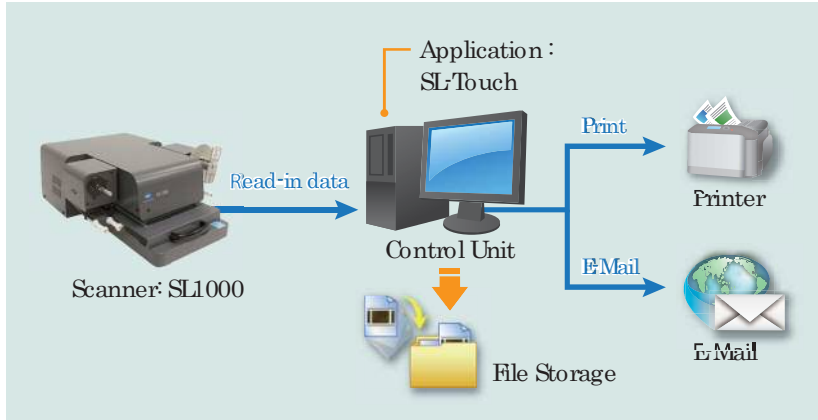 Application :
SL-Touch
Print
Read-in data
Printer
Control Unit
E-Mail
Scanner: SL1000
E-Mail
File Storage